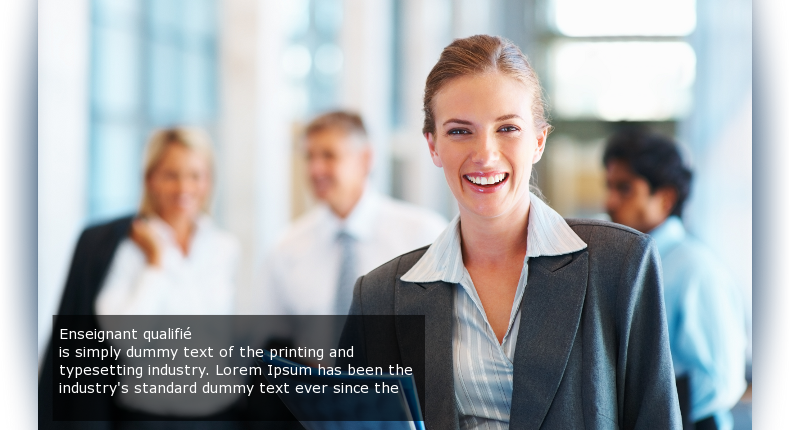 Enseignant qualifié
is simply dummy text of the printing and
typesetting industry. Lorem Ipsum has been the
industry's standard dummy text ever since the